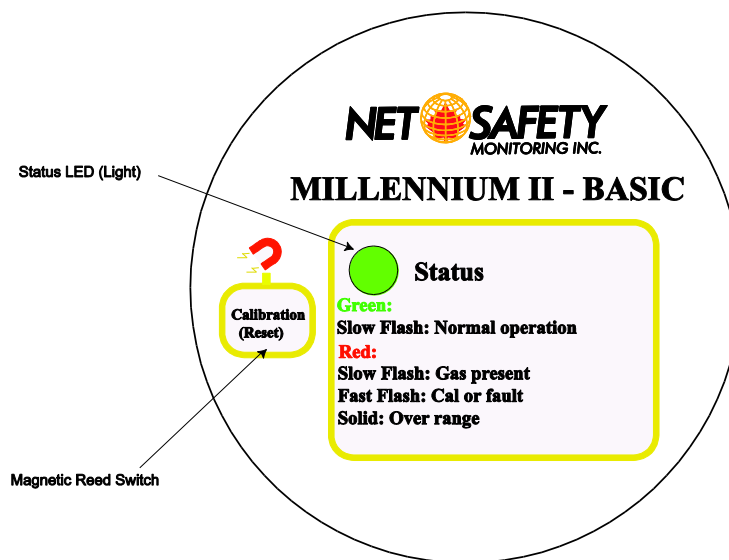 NET SAFETY
MONITORING INC.
MILLENNIUM II - BASIC
Status LED (Light)
Status
Green:
Slow Flash: Normal operation
Red:
Slow Flash: Gas present
Fast Flash: Cal or fault
Solid: Over range
Calibration
(Reset)
Magnetic Reed Switch